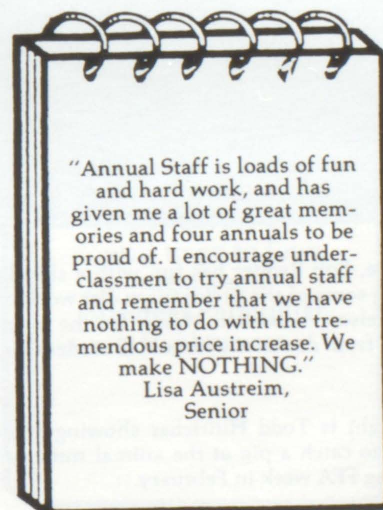 "Annual Staff is loads of fun
and hard work, and has
given me a lot of great mem-
ories and four annuals to be
proud of. I encourage under-
classmen to try annual staff
and remember that we have
nothing to do with the tre-
mendous price increase. We
make NOTHING."
Lisa Austreim,
Senior